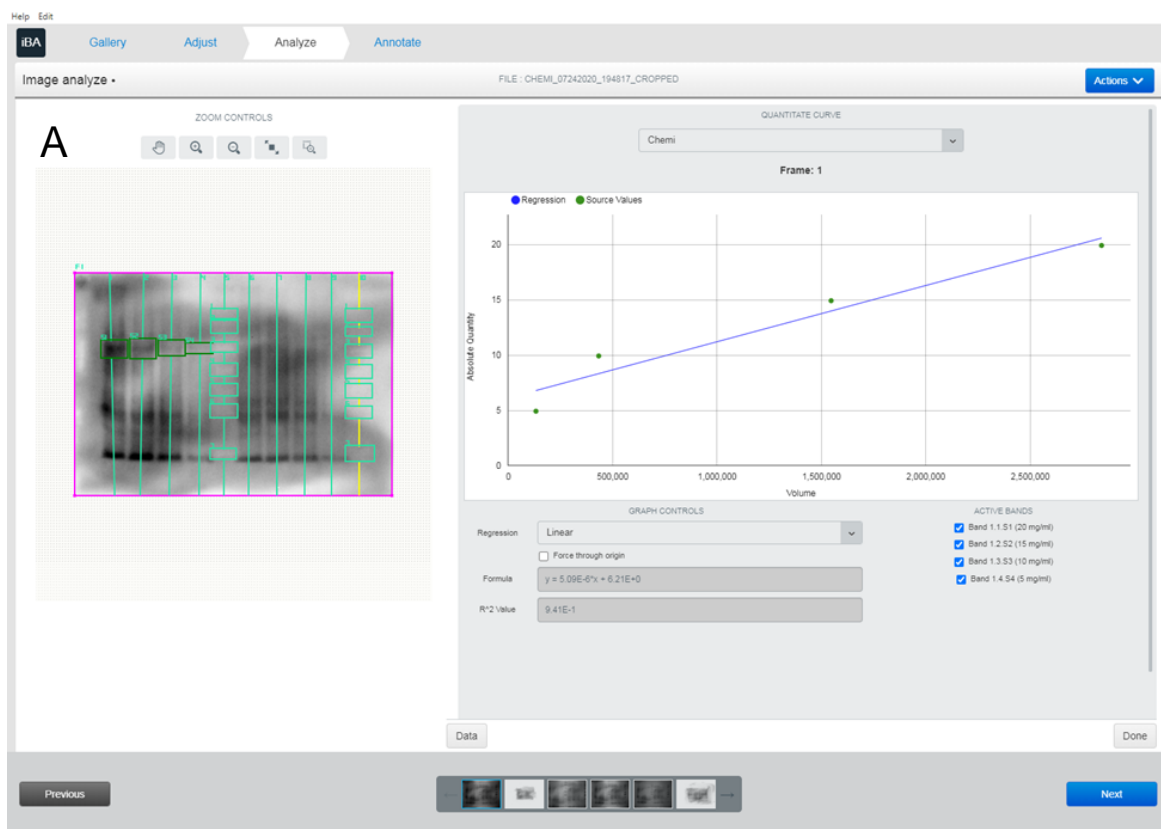 Help Edit
iBA Gallery Adjust Analyze Annotate
Image analyze •
FILE : CHEMI_07242020_194817_CROPPED
Actions
ZOOM CONTROLS
A
QUANTITATE CURVE
Chemi
Frame: 1
Regression Source Values
20
15
10
5
0
Absolute Quantity
0 500,000 1,000,000 1,500,000 2,000,000 2,500,000
Volume
F1
GRAPH CONTROLS
Regression Linear
Force through origin
Formula y = 5.09E-6*x + 6.21E+0
R^2 Value 9.41E-1
ACTIVE BANDS
Band 1.1.S1 (20 mg/ml)
Band 1.2.S2 (15 mg/ml)
Band 1.3.S3 (10 mg/ml)
Band 1.4.S4 (5 mg/ml)
Data
Done
Previous
Next